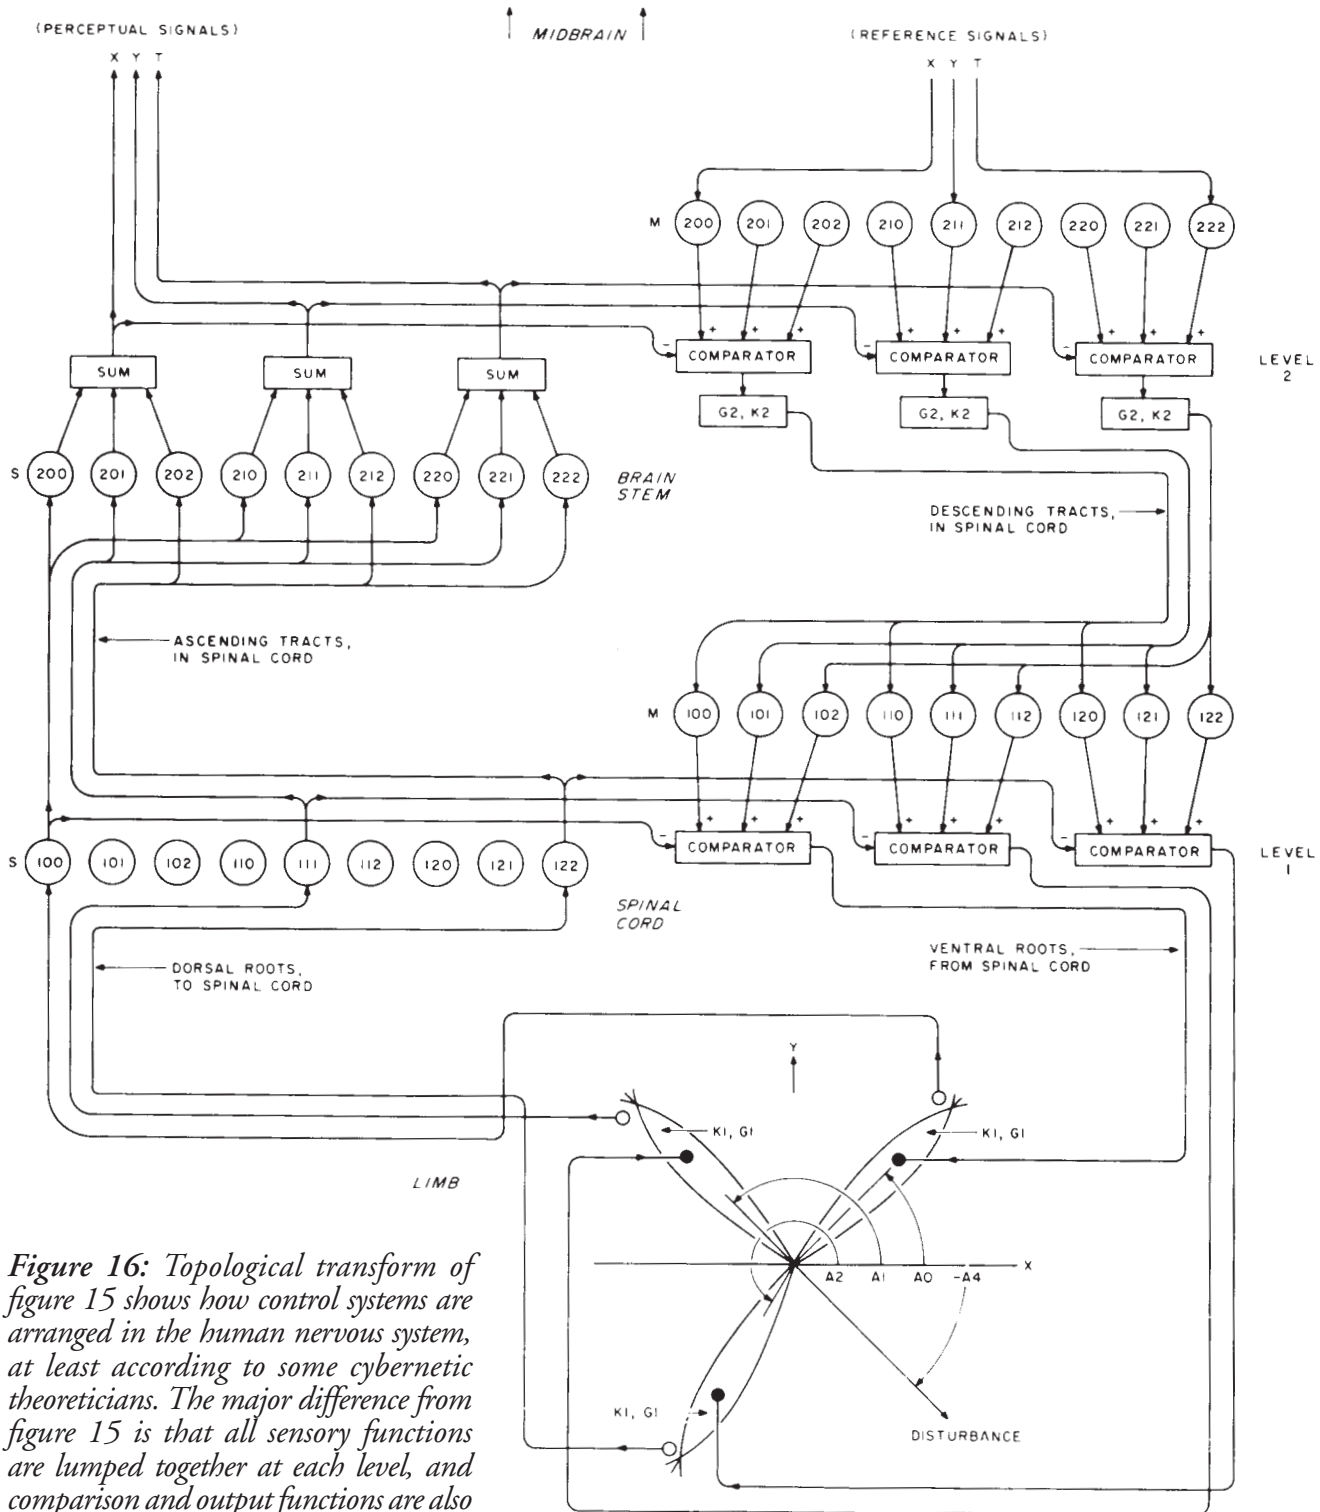 (PERCEPTUAL SIGNALS)
MIDBRAIN
(REFERENCE SIGNALS)
X Y T
X Y T
M 200 201 202 210 211 212 220 221 222
+ + +
+ + +
+ + +
- COMPARATOR
- COMPARATOR
- COMPARATOR
LEVEL
2
SUM
SUM
SUM
G2, K2
G2, K2
G2, K2
S 200 201 202 210 211 212 220 221 222
BRAIN
STEM
DESCENDING TRACTS,
IN SPINAL CORD
ASCENDING TRACTS,
IN SPINAL CORD
M 100 101 102 110 111 112 120 121 122
+ + +
+ + +
+ + +
- COMPARATOR
- COMPARATOR
- COMPARATOR
LEVEL
1
S 100 101 102 110 111 112 120 121 122
SPINAL
CORD
VENTRAL ROOTS,
FROM SPINAL CORD
DORSAL ROOTS,
TO SPINAL CORD
Y
K1, G1
K1, G1
LIMB
X
A2 A1 A0 -A4
K1, G1
DISTURBANCE
Figure 16: Topological transform of
figure 15 shows how control systems are
arranged in the human nervous system,
at least according to some cybernetic
theoreticians. The major difference from
figure 15 is that all sensory functions
are lumped together at each level, and
comparison and output functions are also